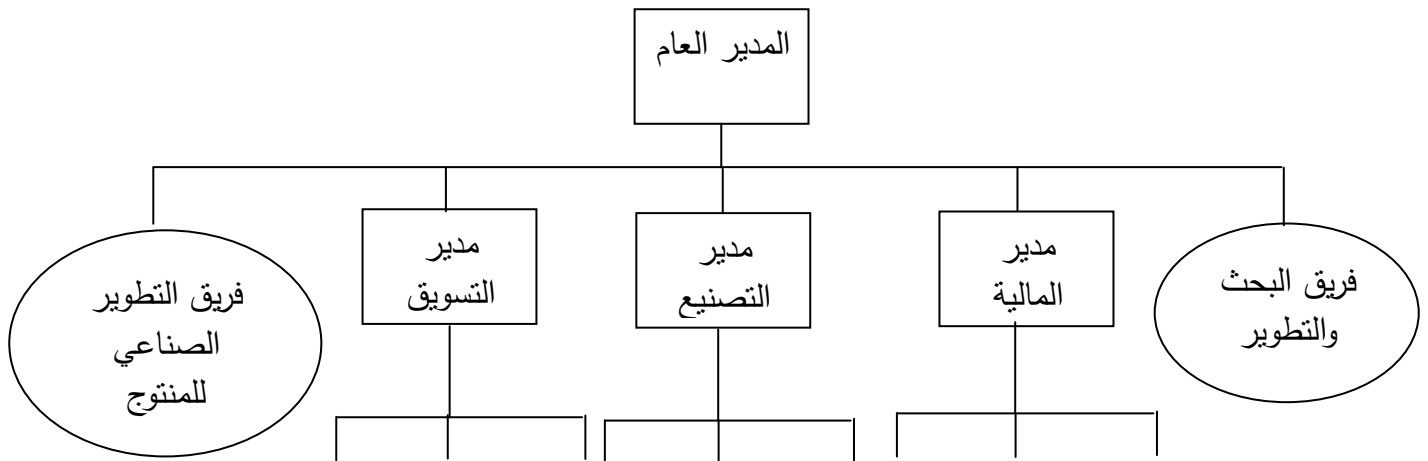 المدير العام
فريق البحث
والتطوير
مدير
المالية
مدير
التصنيع
مدير
التسويق
فريق التطوير
الصناعي
للمنتوج